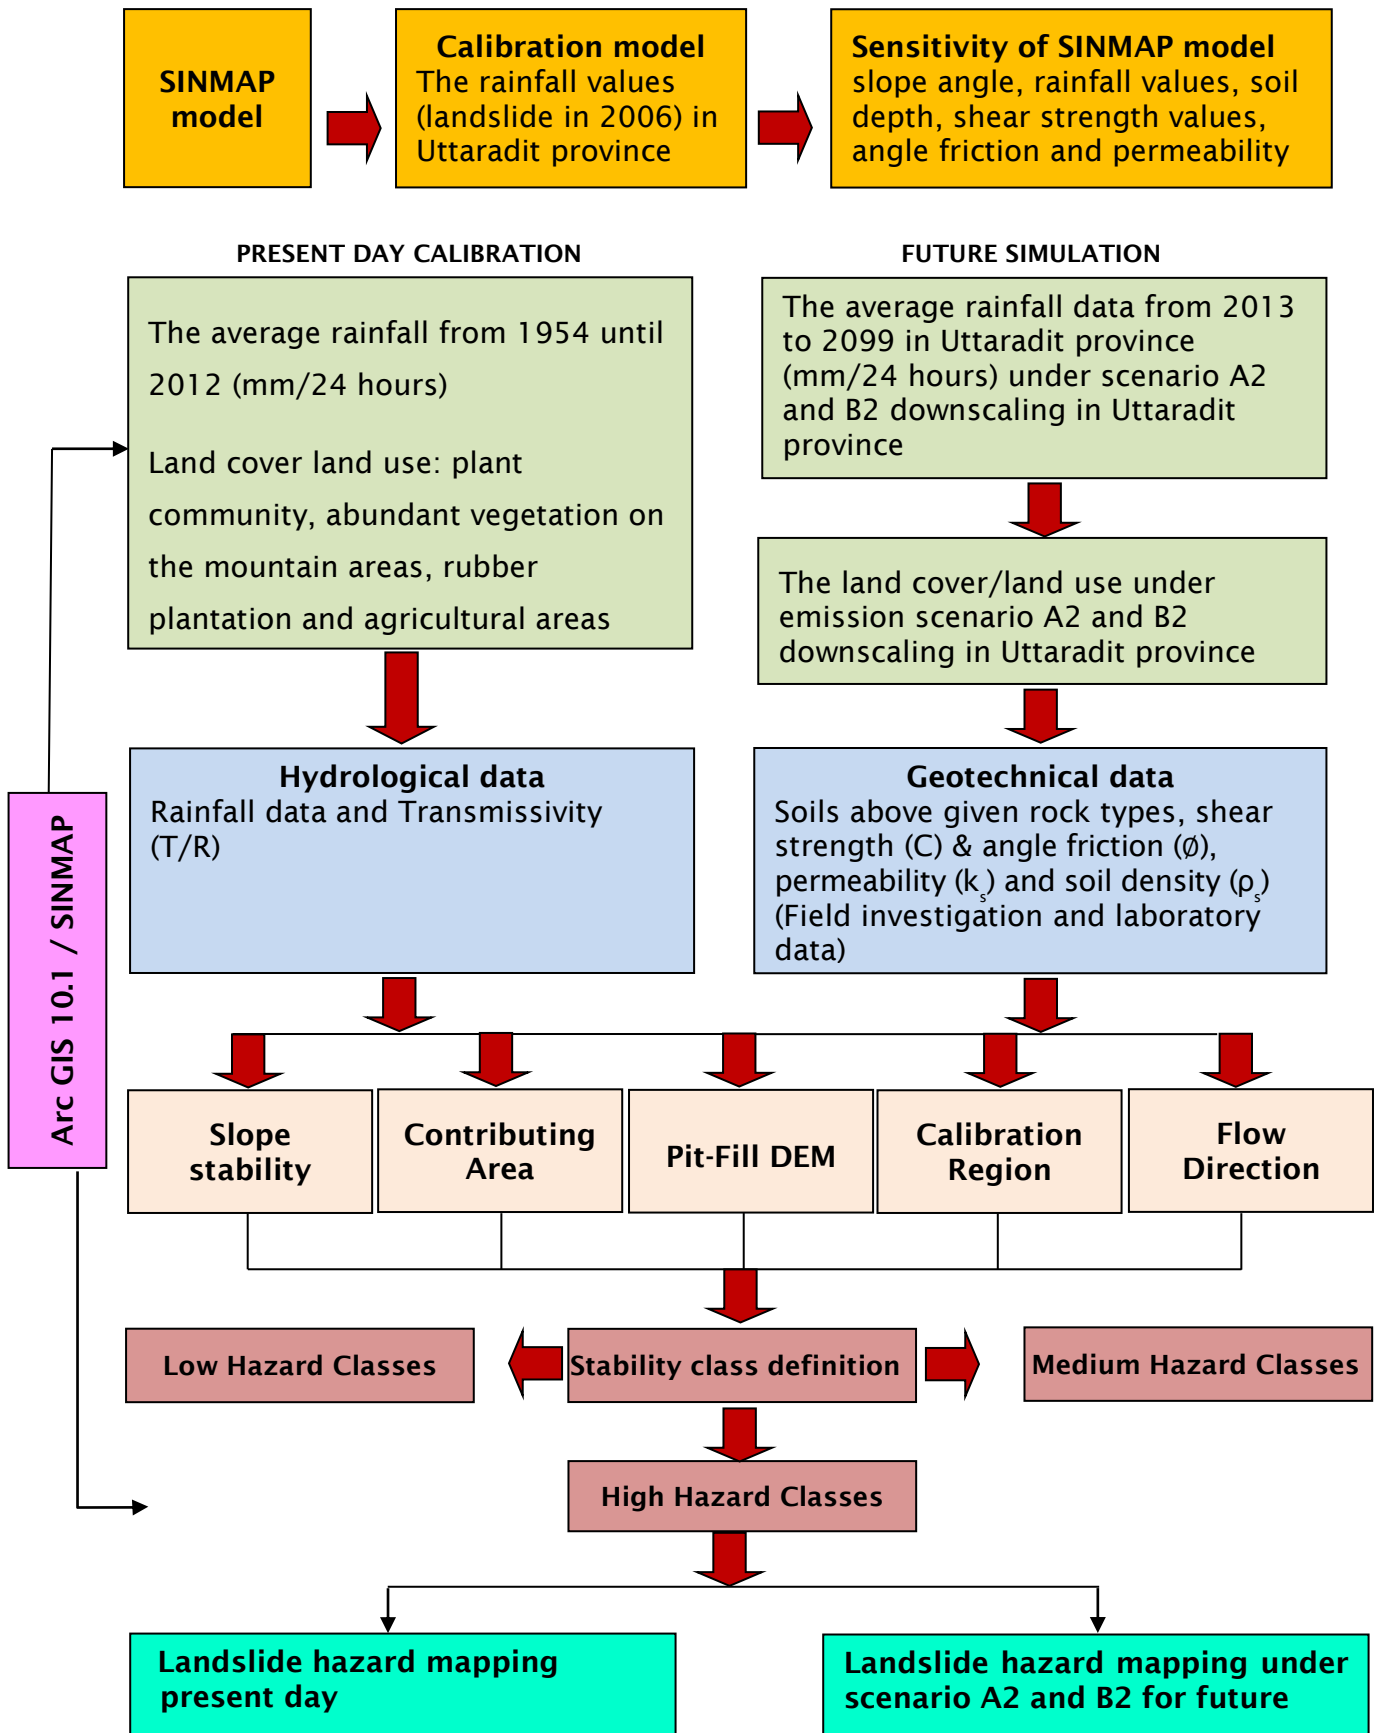 SINMAP
model
Calibration model
The rainfall values
(landslide in 2006) in
Uttaradit province
Sensitivity of SINMAP model
slope angle, rainfall values, soil
depth, shear strength values,
angle friction and permeability
PRESENT DAY CALIBRATION
The average rainfall from 1954 until
2012 (mm/24 hours)
Land cover land use: plant
community, abundant vegetation on
the mountain areas, rubber
plantation and agricultural areas
FUTURE SIMULATION
The average rainfall data from 2013
to 2099 in Uttaradit province
(mm/24 hours) under scenario A2
and B2 downscaling in Uttaradit
province
The land cover/land use under
emission scenario A2 and B2
downscaling in Uttaradit province
Arc GIS 10.1 / SINMAP
Hydrological data
Rainfall data and Transmissivity
(T/R)
Geotechnical data
Soils above given rock types, shear
strength (C) & angle friction (ø),
permeability (kₛ) and soil density (ρₛ)
(Field investigation and laboratory
data)
Slope
stability
Contributing
Area
Pit-Fill DEM
Calibration
Region
Flow
Direction
Low Hazard Classes
Stability class definition
Medium Hazard Classes
High Hazard Classes
Landslide hazard mapping
present day
Landslide hazard mapping under
scenario A2 and B2 for future